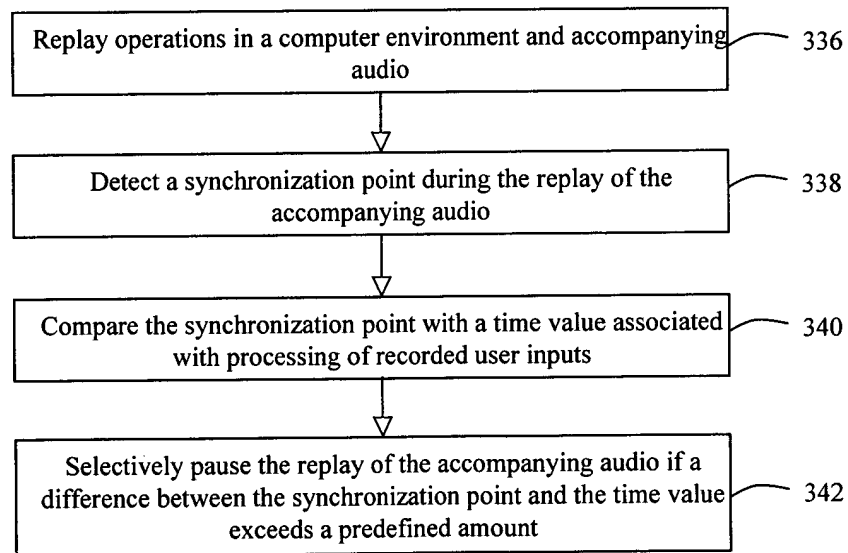 Replay operations in a computer environment and accompanying
audio
336
Detect a synchronization point during the replay of the
accompanying audio
338
Compare the synchronization point with a time value associated
with processing of recorded user inputs
340
Selectively pause the replay of the accompanying audio if a
difference between the synchronization point and the time value
exceeds a predefined amount
342